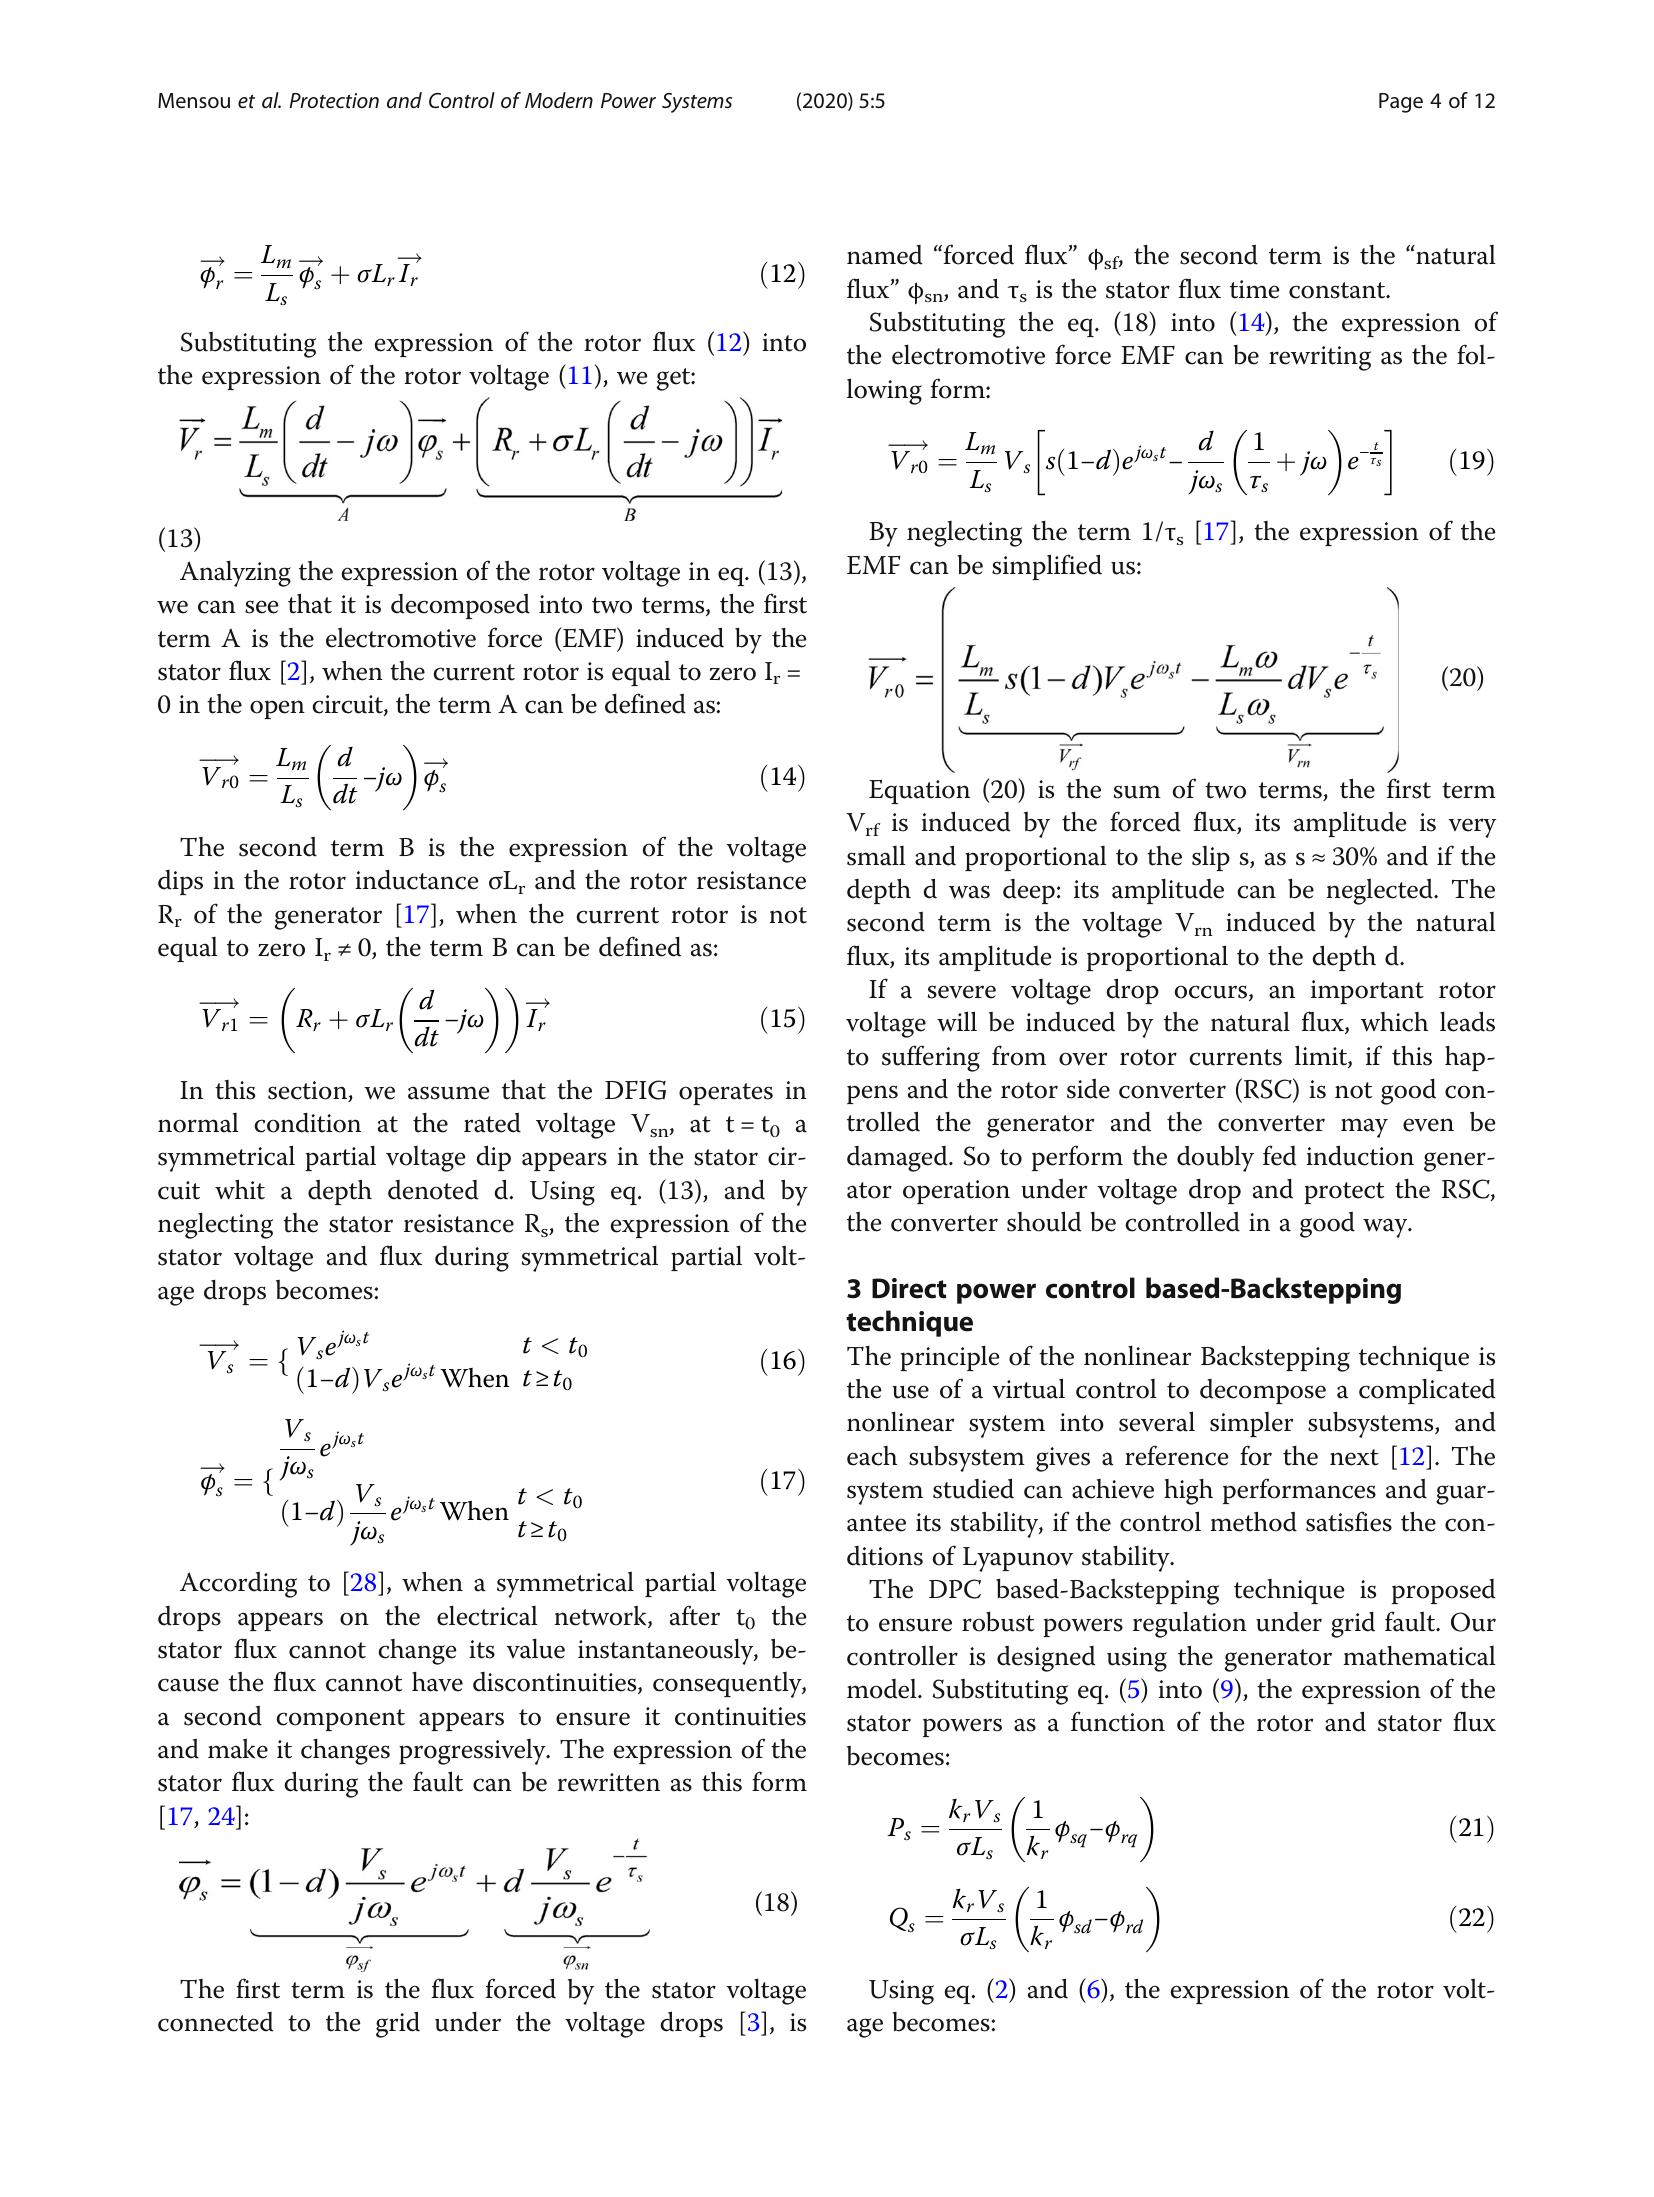 Mensou et al. Protection and Control of Modern Power Systems (2020) 5:5 Page 4 of 12
\overrightarrow{\phi_r} = \frac{L_m}{L_s} \overrightarrow{\phi_s} + \sigma L_r \overrightarrow{I_r} (12)
Substituting the expression of the rotor flux (12) into
the expression of the rotor voltage (11), we get:
\overrightarrow{V_r} = \underbrace{\frac{L_m}{L_s} \left( \frac{d}{dt} - j\omega \right) \overrightarrow{\varphi_s}}_{A} + \underbrace{\left( R_r + \sigma L_r \left( \frac{d}{dt} - j\omega \right) \right) \overrightarrow{I_r}}_{B}
(13)
Analyzing the expression of the rotor voltage in eq. (13),
we can see that it is decomposed into two terms, the first
term A is the electromotive force (EMF) induced by the
stator flux [2], when the current rotor is equal to zero I_r =
0 in the open circuit, the term A can be defined as:
\overrightarrow{V_{r0}} = \frac{L_m}{L_s} \left( \frac{d}{dt} - j\omega \right) \overrightarrow{\phi_s} (14)
The second term B is the expression of the voltage
dips in the rotor inductance σL_r and the rotor resistance
R_r of the generator [17], when the current rotor is not
equal to zero I_r ≠ 0, the term B can be defined as:
\overrightarrow{V_{r1}} = \left( R_r + \sigma L_r \left( \frac{d}{dt} - j\omega \right) \right) \overrightarrow{I_r} (15)
In this section, we assume that the DFIG operates in
normal condition at the rated voltage V_sn, at t = t_0 a
symmetrical partial voltage dip appears in the stator cir-
cuit whit a depth denoted d. Using eq. (13), and by
neglecting the stator resistance R_s, the expression of the
stator voltage and flux during symmetrical partial volt-
age drops becomes:
\overrightarrow{V_s} = \{ \begin{matrix} V_s e^{j\omega_s t} & t < t_0 \\ (1-d) V_s e^{j\omega_s t} \text{ When } & t \geq t_0 \end{matrix} (16)
\overrightarrow{\phi_s} = \{ \begin{matrix} \frac{V_s}{j\omega_s} e^{j\omega_s t} \\ (1-d) \frac{V_s}{j\omega_s} e^{j\omega_s t} \text{ When } \begin{matrix} t < t_0 \\ t \geq t_0 \end{matrix} \end{matrix} (17)
According to [28], when a symmetrical partial voltage
drops appears on the electrical network, after t_0 the
stator flux cannot change its value instantaneously, be-
cause the flux cannot have discontinuities, consequently,
a second component appears to ensure it continuities
and make it changes progressively. The expression of the
stator flux during the fault can be rewritten as this form
[17, 24]:
\overrightarrow{\varphi_s} = \underbrace{(1-d) \frac{V_s}{j\omega_s} e^{j\omega_s t}}_{\overrightarrow{\varphi_{sf}}} + \underbrace{d \frac{V_s}{j\omega_s} e^{-\frac{t}{\tau_s}}}_{\overrightarrow{\varphi_{sn}}} (18)
The first term is the flux forced by the stator voltage
connected to the grid under the voltage drops [3], is
named “forced flux” ϕ_sf, the second term is the “natural
flux” ϕ_sn, and τ_s is the stator flux time constant.
Substituting the eq. (18) into (14), the expression of
the electromotive force EMF can be rewriting as the fol-
lowing form:
\overrightarrow{V_{r0}} = \frac{L_m}{L_s} V_s \left[ s(1-d) e^{j\omega_s t} - \frac{d}{j\omega_s} \left( \frac{1}{\tau_s} + j\omega \right) e^{-\frac{t}{\tau_s}} \right] (19)
By neglecting the term 1/τ_s [17], the expression of the
EMF can be simplified us:
\overrightarrow{V_{r0}} = \left( \underbrace{\frac{L_m}{L_s} s(1-d) V_s e^{j\omega_s t}}_{\overrightarrow{V_{rf}}} - \underbrace{\frac{L_m \omega}{L_s \omega_s} d V_s e^{-\frac{t}{\tau_s}}}_{\overrightarrow{V_{rn}}} \right) (20)
Equation (20) is the sum of two terms, the first term
V_rf is induced by the forced flux, its amplitude is very
small and proportional to the slip s, as s ≈ 30% and if the
depth d was deep: its amplitude can be neglected. The
second term is the voltage V_rn induced by the natural
flux, its amplitude is proportional to the depth d.
If a severe voltage drop occurs, an important rotor
voltage will be induced by the natural flux, which leads
to suffering from over rotor currents limit, if this hap-
pens and the rotor side converter (RSC) is not good con-
trolled the generator and the converter may even be
damaged. So to perform the doubly fed induction gener-
ator operation under voltage drop and protect the RSC,
the converter should be controlled in a good way.
3 Direct power control based-Backstepping
technique
The principle of the nonlinear Backstepping technique is
the use of a virtual control to decompose a complicated
nonlinear system into several simpler subsystems, and
each subsystem gives a reference for the next [12]. The
system studied can achieve high performances and guar-
antee its stability, if the control method satisfies the con-
ditions of Lyapunov stability.
The DPC based-Backstepping technique is proposed
to ensure robust powers regulation under grid fault. Our
controller is designed using the generator mathematical
model. Substituting eq. (5) into (9), the expression of the
stator powers as a function of the rotor and stator flux
becomes:
P_s = \frac{k_r V_s}{\sigma L_s} \left( \frac{1}{k_r} \phi_{sq} - \phi_{rq} \right) (21)
Q_s = \frac{k_r V_s}{\sigma L_s} \left( \frac{1}{k_r} \phi_{sd} - \phi_{rd} \right) (22)
Using eq. (2) and (6), the expression of the rotor volt-
age becomes: